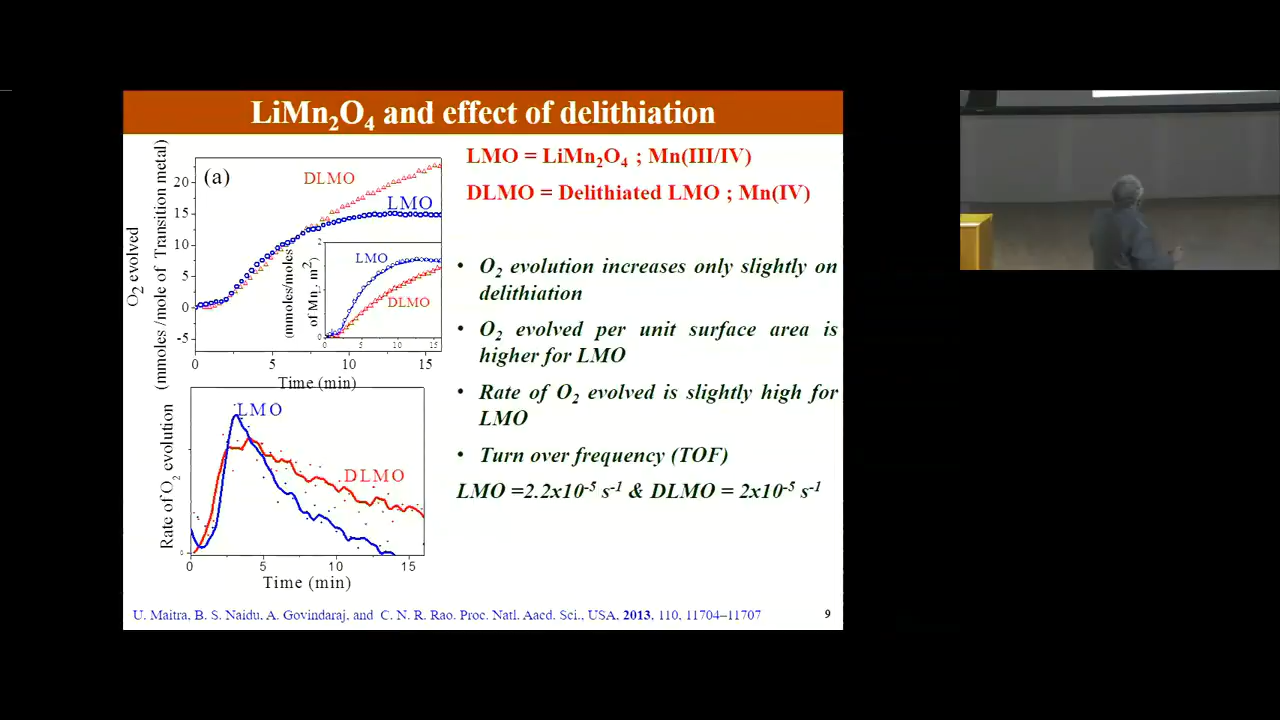 LiMn2O4 and effect of delithiation
LMO = LiMn2O4 ; Mn(III/IV)
DLMO = Delithiated LMO ; Mn(IV)
(a)
DLMO
LMO
O2 evolved
(mmoles /mole of Transition metal)
20
15
10
5
0
-5
0 5 10 15
Time (min)
LMO
DLMO
(mmoles/moles
of Mn, m2)
2
1
0
0 5 10 15
LMO
DLMO
Rate of O2 evolution
0
0 5 10 15
Time (min)
• O2 evolution increases only slightly on
delithiation
• O2 evolved per unit surface area is
higher for LMO
• Rate of O2 evolved is slightly high for
LMO
• Turn over frequency (TOF)
LMO =2.2x10-5 s-1 & DLMO = 2x10-5 s-1
U. Maitra, B. S. Naidu, A. Govindaraj, and C. N. R. Rao. Proc. Natl. Aacd. Sci., USA, 2013, 110, 11704–11707
9